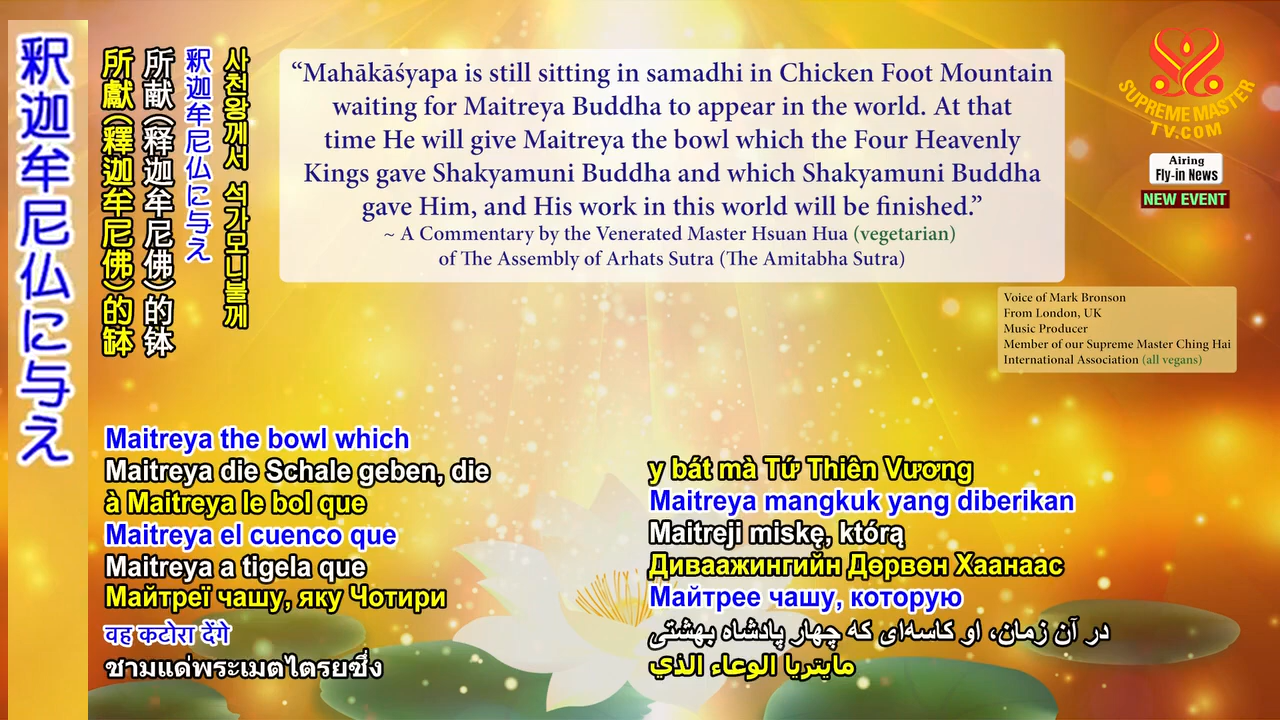 釈迦牟尼仏に与え
所獻（釋迦牟尼佛）的缽
所献（释迦牟尼佛）的钵
釈迦牟尼仏に与え
사천왕께서 석가모니불께
“Mahākāśyapa is still sitting in samadhi in Chicken Foot Mountain
waiting for Maitreya Buddha to appear in the world. At that
time He will give Maitreya the bowl which the Four Heavenly
Kings gave Shakyamuni Buddha and which Shakyamuni Buddha
gave Him, and His work in this world will be finished.”
~ A Commentary by the Venerated Master Hsuan Hua (vegetarian)
of The Assembly of Arhats Sutra (The Amitabha Sutra)
SUPREME MASTER
TV.COM
Airing
Fly-in News
NEW EVENT
Voice of Mark Bronson
From London, UK
Music Producer
Member of our Supreme Master Ching Hai
International Association (all vegans)
Maitreya the bowl which
Maitreya die Schale geben, die
à Maitreya le bol que
Maitreya el cuenco que
Maitreya a tigela que
Майтреї чашу, яку Чотири
वह कटोरा देंगे
ชามแด่พระเมตไตรยซึ่ง
y bát mà Tứ Thiên Vương
Maitreya mangkuk yang diberikan
Maitreji miskę, którą
Диваажингийн Дөрвөн Хаанаас
Майтрее чашу, которую
در آن زمان، او کاسه‌ای که چهار پادشاه بهشتی
مايتريا الوعاء الذي